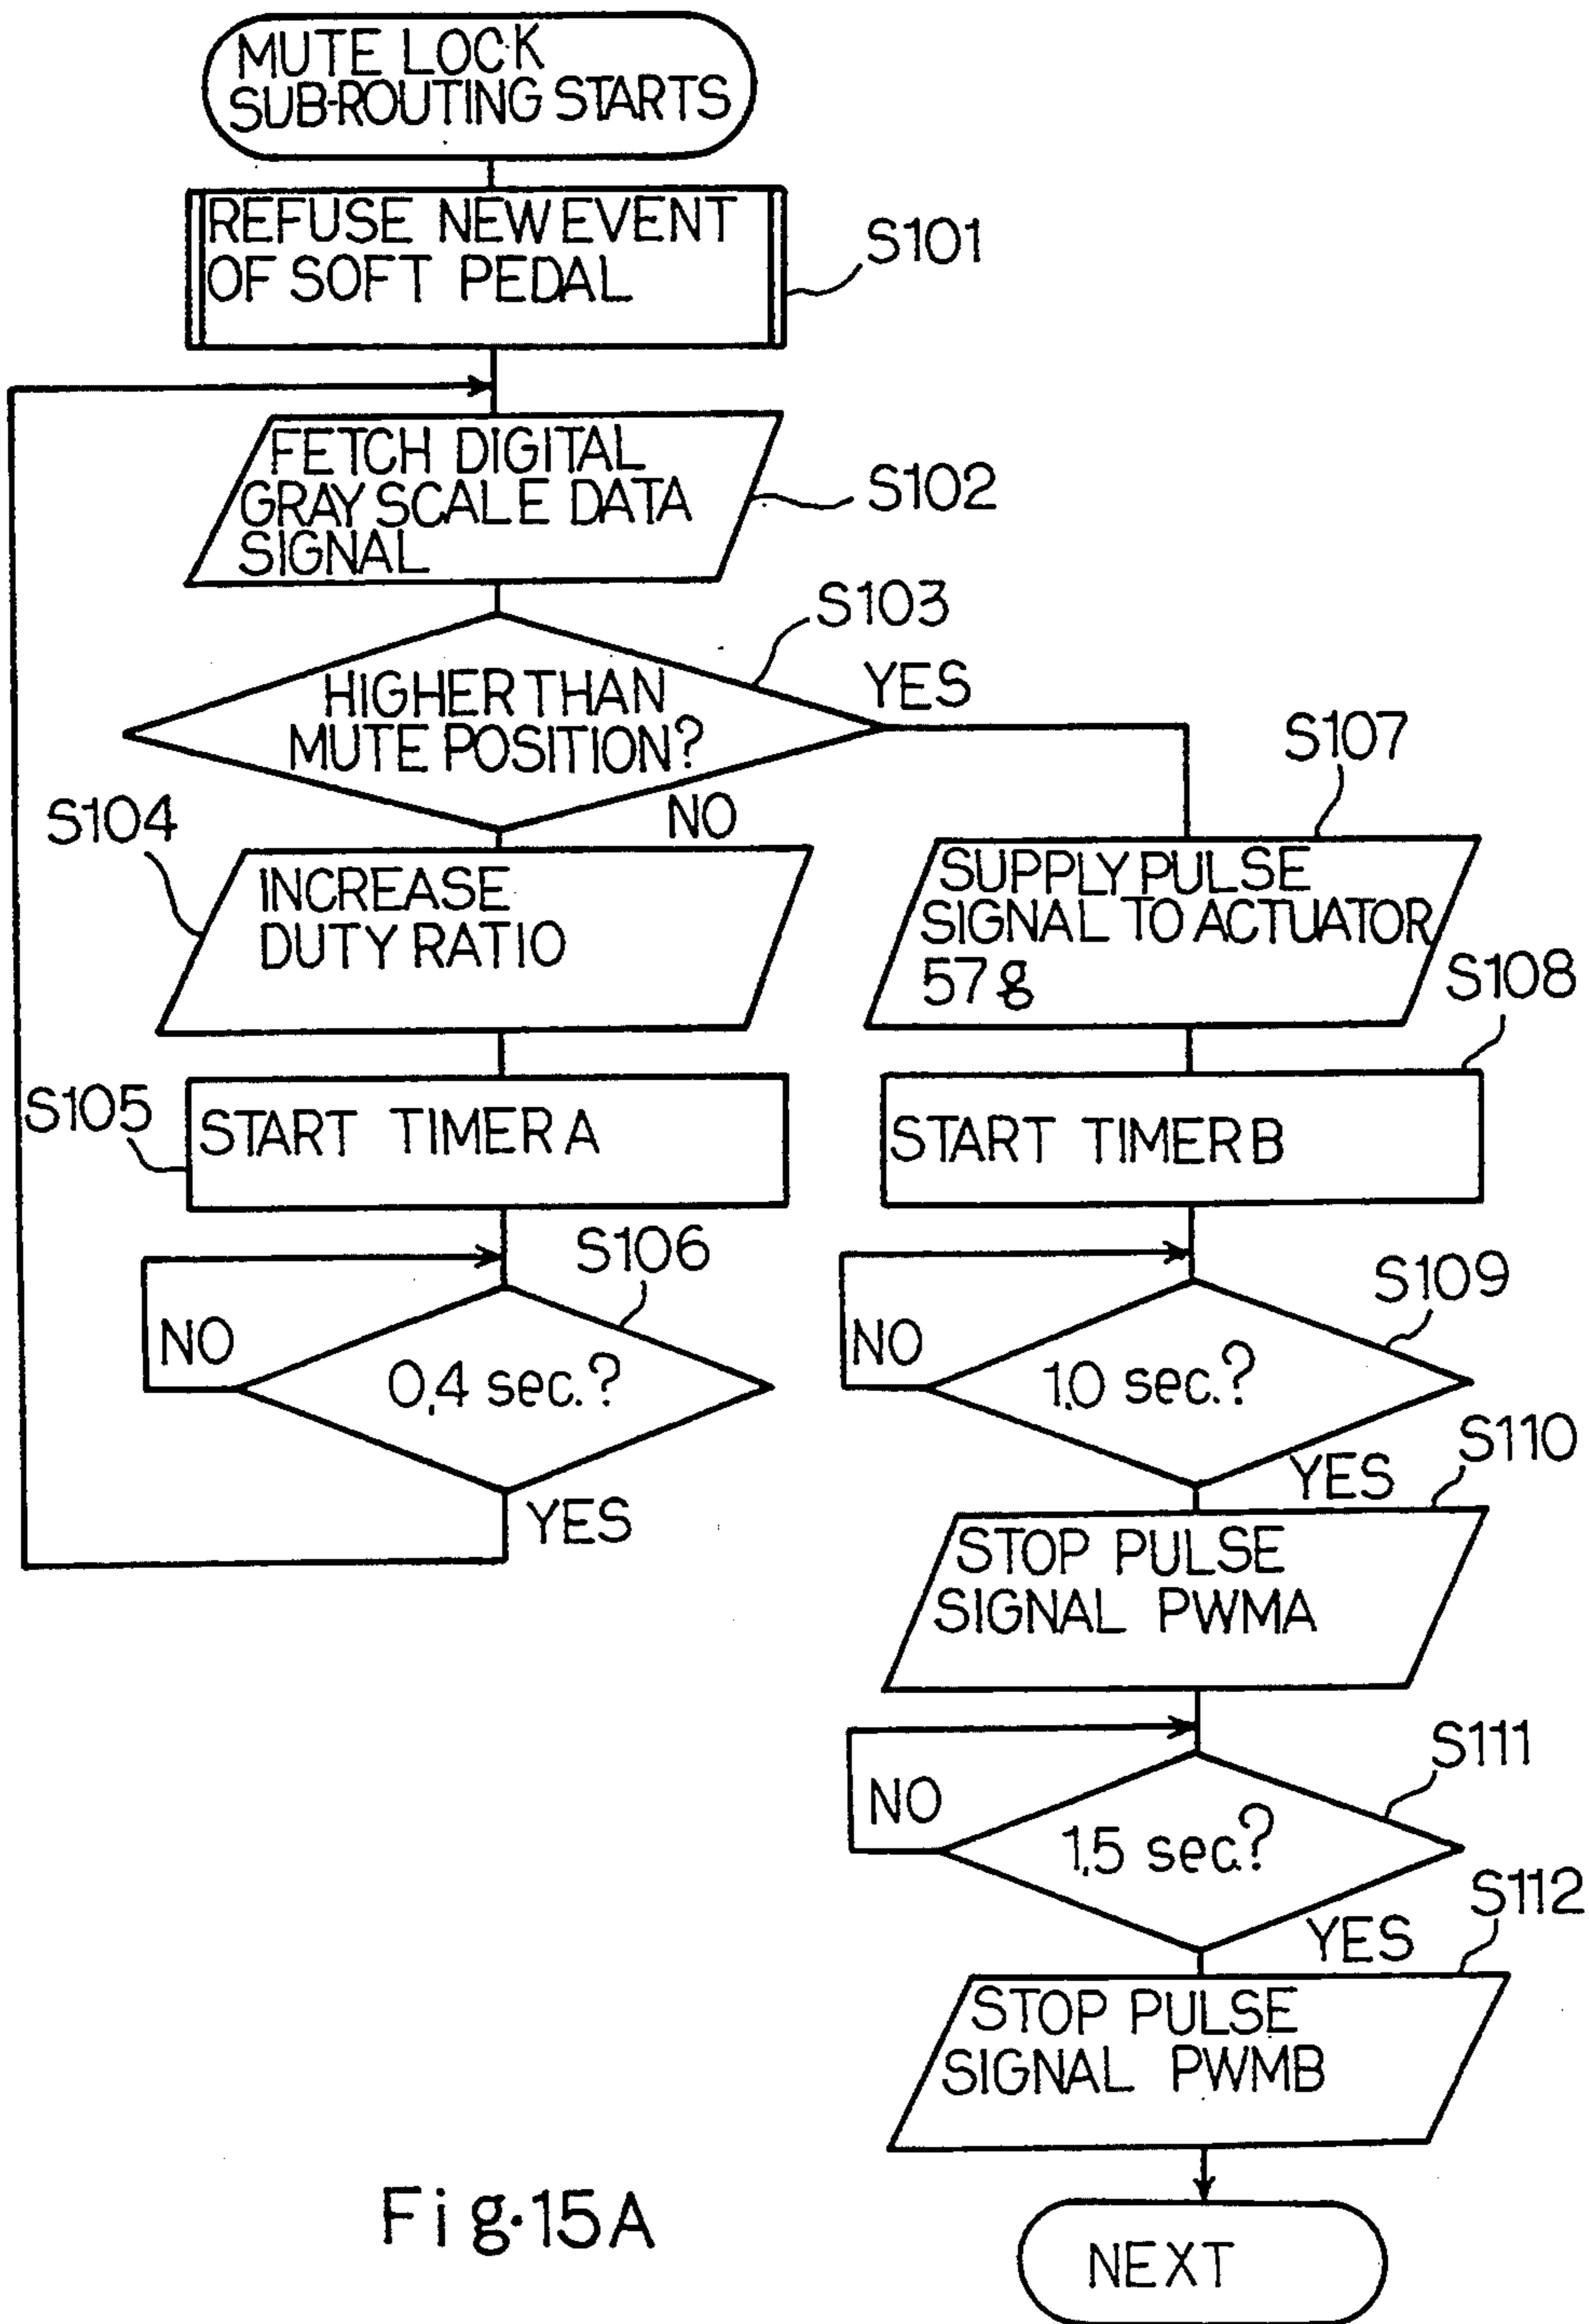 MUTE LOCK
SUB-ROUTING STARTS
REFUSE NEW EVENT
OF SOFT PEDAL
S101
FETCH DIGITAL
GRAY SCALE DATA
SIGNAL
S102
S103
HIGHER THAN
MUTE POSITION?
YES
NO
S104
INCREASE
DUTY RATIO
S105
START TIMER A
S106
NO
0,4 sec.?
YES
S107
SUPPLY PULSE
SIGNAL TO ACTUATOR
57g
S108
START TIMER B
S109
NO
1.0 sec.?
YES
S110
STOP PULSE
SIGNAL PWMA
S111
NO
1.5 sec.?
YES
S112
STOP PULSE
SIGNAL PWMB
NEXT
Fig.15A